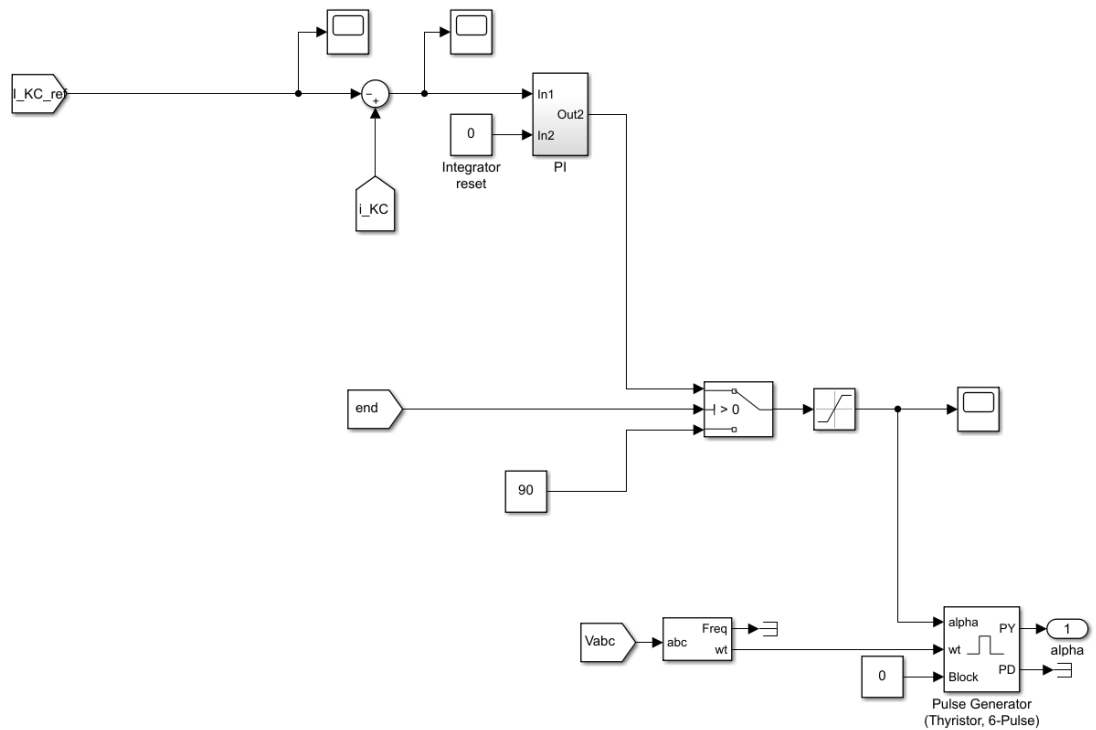 I_KC_ref
In1
Out2
0
In2
Integrator
reset
PI
i_KC
end
> 0
90
Vabc
abc
Freq
wt
alpha
PY
1
wt
alpha
0
Block
PD
Pulse Generator
(Thyristor, 6-Pulse)